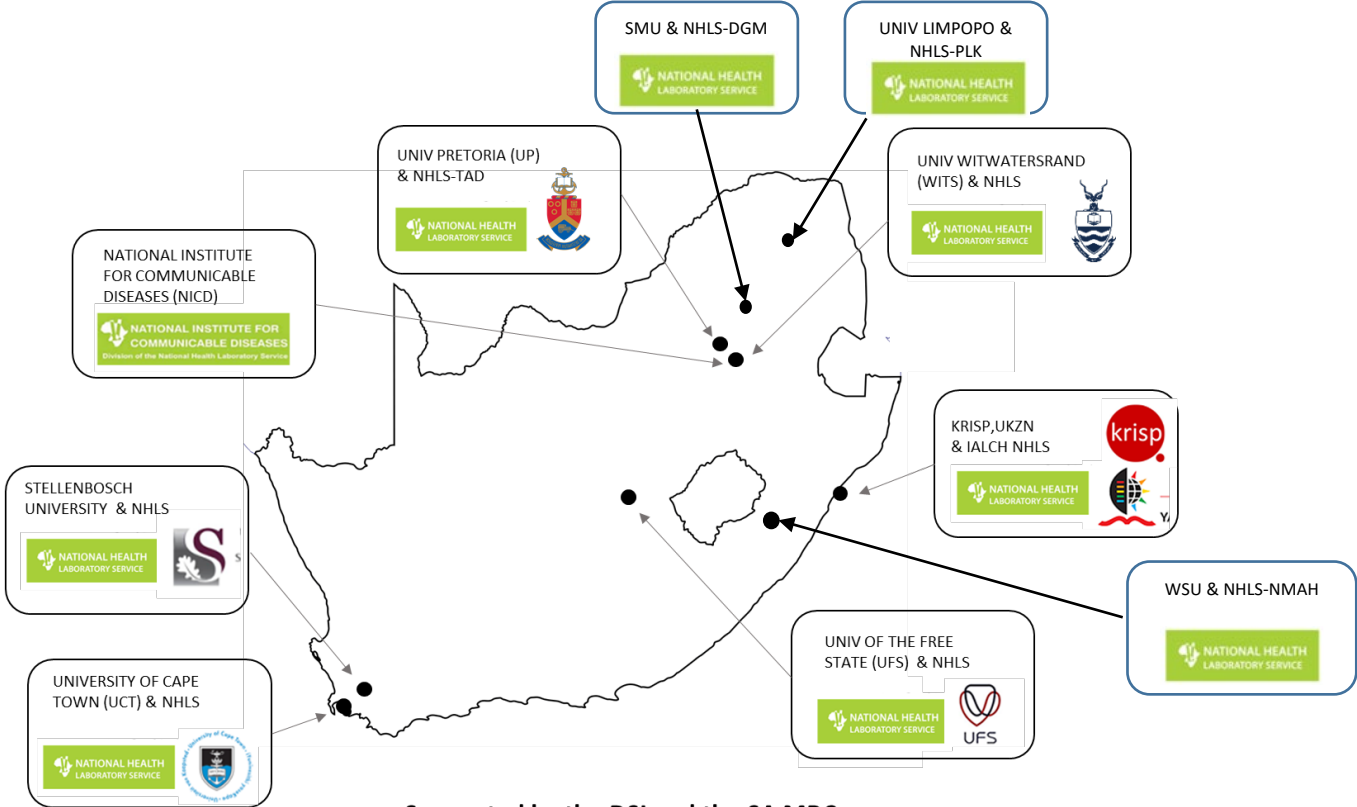 SMU & NHLS-DGM
NATIONAL HEALTH
LABORATORY SERVICE
UNIV LIMPOPO &
NHLS-PLK
NATIONAL HEALTH
LABORATORY SERVICE
UNIV PRETORIA (UP)
& NHLS-TAD
NATIONAL HEALTH
LABORATORY SERVICE
UNIV WITWATERSRAND
(WITS) & NHLS
NATIONAL HEALTH
LABORATORY SERVICE
NATIONAL INSTITUTE
FOR COMMUNICABLE
DISEASES (NICD)
NATIONAL INSTITUTE FOR
COMMUNICABLE DISEASES
Division of the National Health Laboratory Service
KRISP,UKZN
& IALCH NHLS
krisp
NATIONAL HEALTH
LABORATORY SERVICE
STELLENBOSCH
UNIVERSITY & NHLS
NATIONAL HEALTH
LABORATORY SERVICE
S
S
WSU & NHLS-NMAH
NATIONAL HEALTH
LABORATORY SERVICE
UNIV OF THE FREE
STATE (UFS) & NHLS
NATIONAL HEALTH
LABORATORY SERVICE
UFS
UNIVERSITY OF CAPE
TOWN (UCT) & NHLS
NATIONAL HEALTH
LABORATORY SERVICE
University of Cape Town